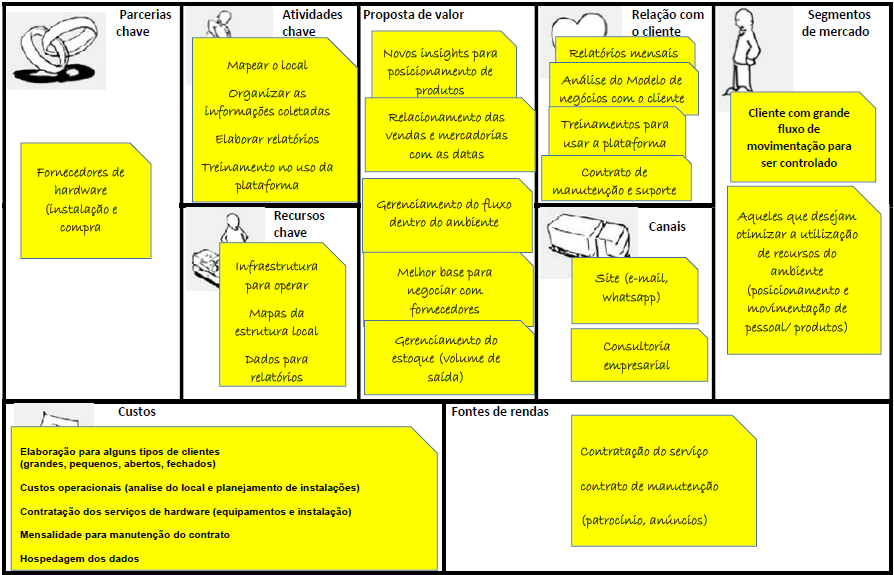 Parcerias
chave
Fornecedores de
hardware
(instalação e
compra
Atividades
chave
Mapear o local
Organizar as
informações coletadas
Elaborar relatórios
Treinamento no uso da
plataforma
Recursos
chave
Infraestrutura
para operar
Mapas da
estrutura local
Dados para
relatórios
Proposta de valor
Novos insights para
posicionamento de
produtos
Relacionamento das
vendas e mercadorias
com as datas
Gerenciamento do fluxo
dentro do ambiente
Melhor base para
negociar com
fornecedores
Gerenciamento do
estoque (volume de
saída)
Relação com
o cliente
Relatórios mensais
Análise do Modelo de
negócios com o cliente
Treinamentos para
usar a plataforma
Contrato de
manutenção e suporte
Canais
Site (e-mail,
whatsapp)
Consultoria
empresarial
Segmentos
de mercado
Cliente com grande
fluxo de
movimentação para
ser controlado
Aqueles que desejam
otimizar a utilização
de recursos do
ambiente
(posicionamento e
movimentação de
pessoal/ produtos)
Custos
Elaboração para alguns tipos de clientes
(grandes, pequenos, abertos, fechados)
Custos operacionais (analise do local e planejamento de instalações)
Contratação dos serviços de hardware (equipamentos e instalação)
Mensalidade para manutenção do contrato
Hospedagem dos dados
Fontes de rendas
Contratação do serviço
contrato de manutenção
(patrocínio, anúncios)